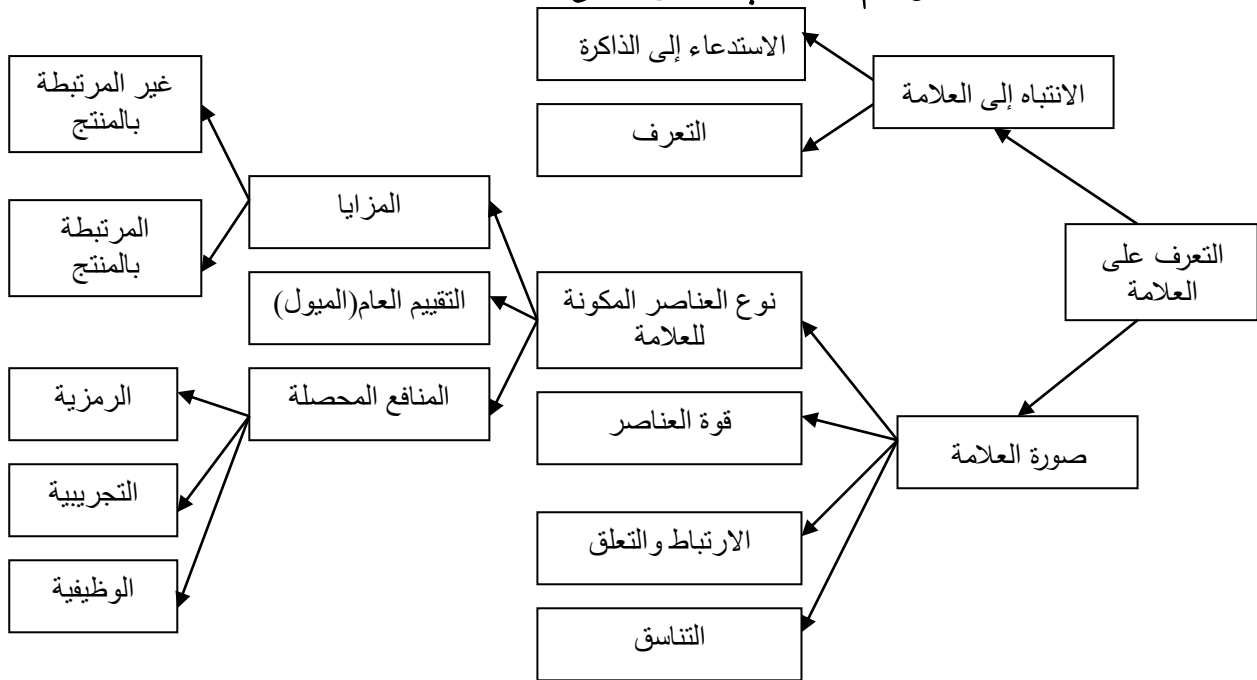 الاستدعاء إلى الذاكرة
الانتباه إلى العلامة
التعرف
غير المرتبطة
بالمنتج
المزايا
المرتبطة
بالمنتج
التعرف على
العلامة
نوع العناصر المكونة
للعلامة
التقييم العام(الميول)
المنافع المحصلة
الرمزية
قوة العناصر
صورة العلامة
التجريبية
الارتباط والتعلق
الوظيفية
التناسق